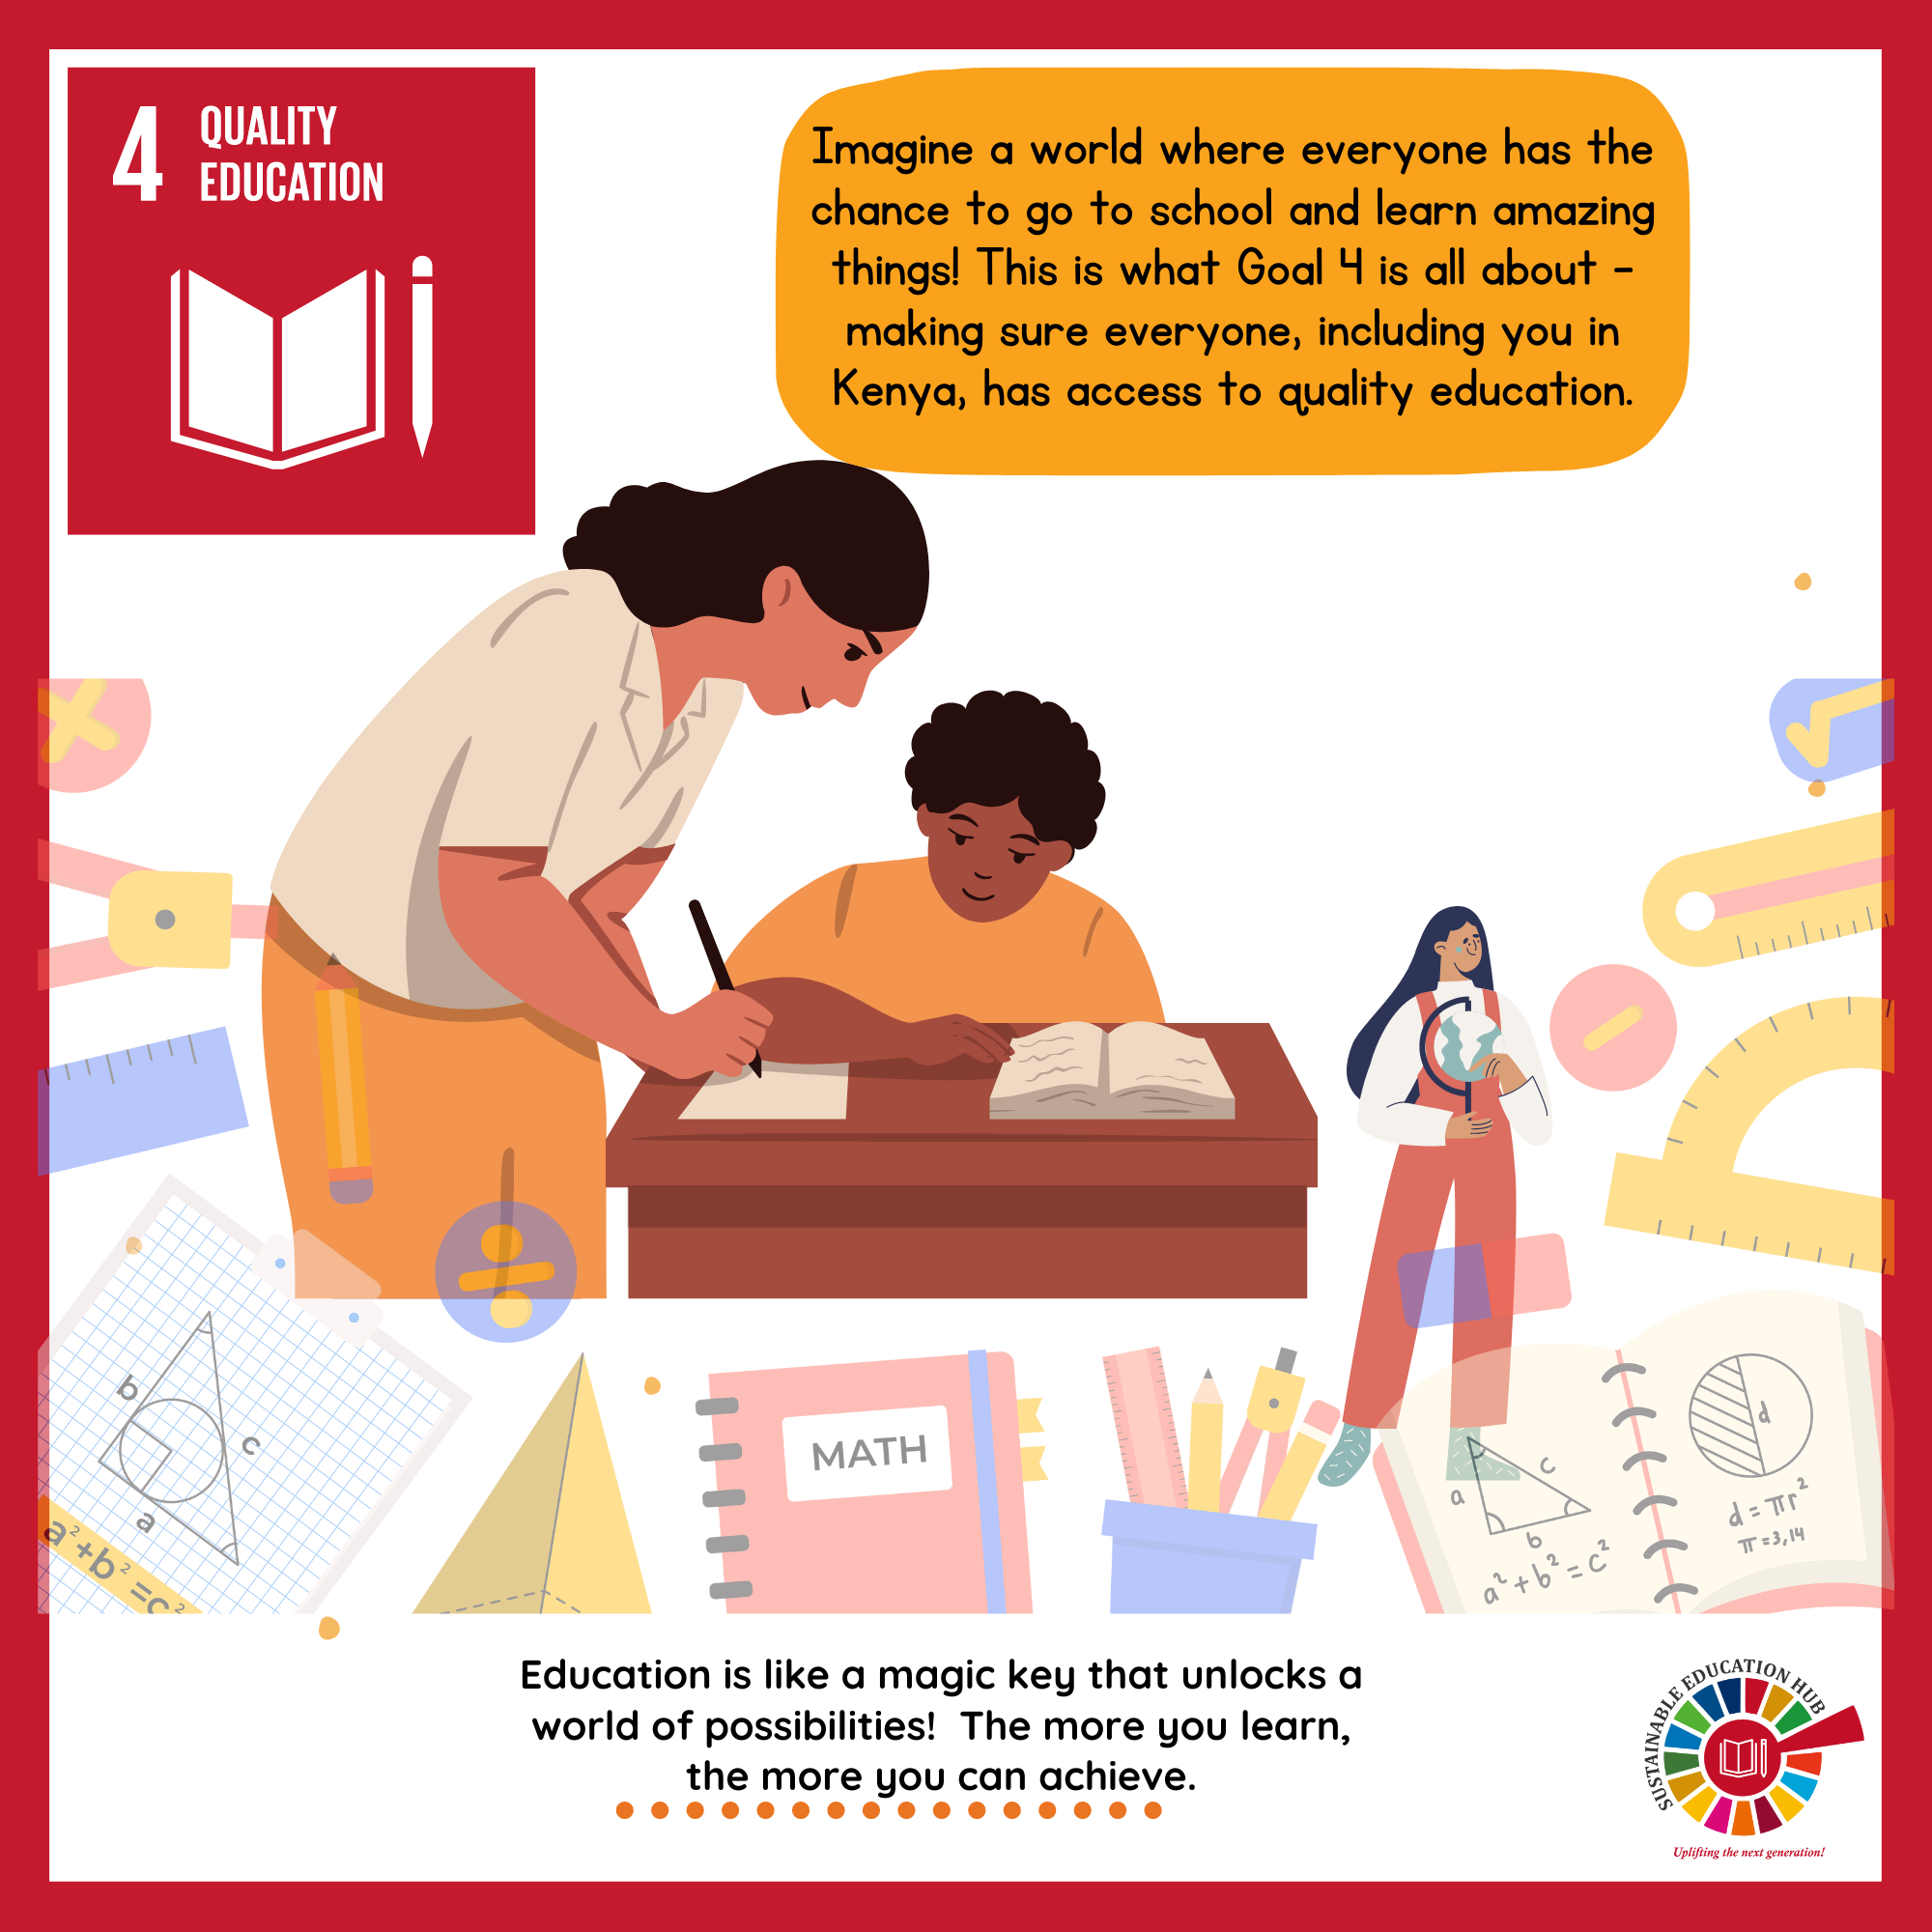 4 QUALITY
EDUCATION
Imagine a world where everyone has the
chance to go to school and learn amazing
things! This is what Goal 4 is all about -
making sure everyone, including you in
Kenya, has access to quality education.
b
c
a
a² +b² =c²
MATH
a
c
b
a² + b² = c²
d
d = πr²
π = 3,14
Education is like a magic key that unlocks a
world of possibilities! The more you learn,
the more you can achieve.
SUSTAINABLE EDUCATION HUB
Uplifting the next generation!